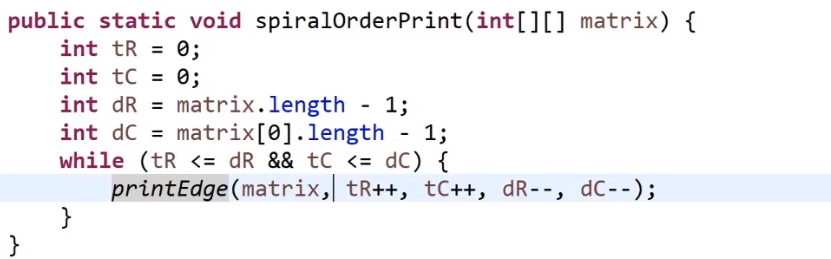 public static void spiralOrderPrint(int[][] matrix) {
    int tR = 0;
    int tC = 0;
    int dR = matrix.length - 1;
    int dC = matrix[0].length - 1;
    while (tR <= dR && tC <= dC) {
        printEdge(matrix, tR++, tC++, dR--, dC--);
    }
}